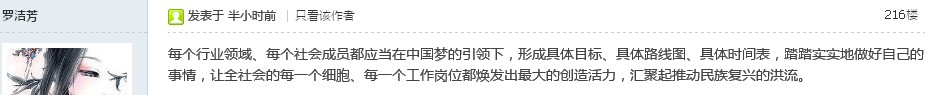 罗洁芳
发表于 半小时前 | 只看该作者
216楼
每个行业领域、每个社会成员都应当在中国梦的引领下，形成具体目标、具体路线图、具体时间表，踏踏实实地做好自己的
事情，让全社会的每一个细胞、每一个工作岗位都焕发出最大的创造活力，汇聚起推动民族复兴的洪流。